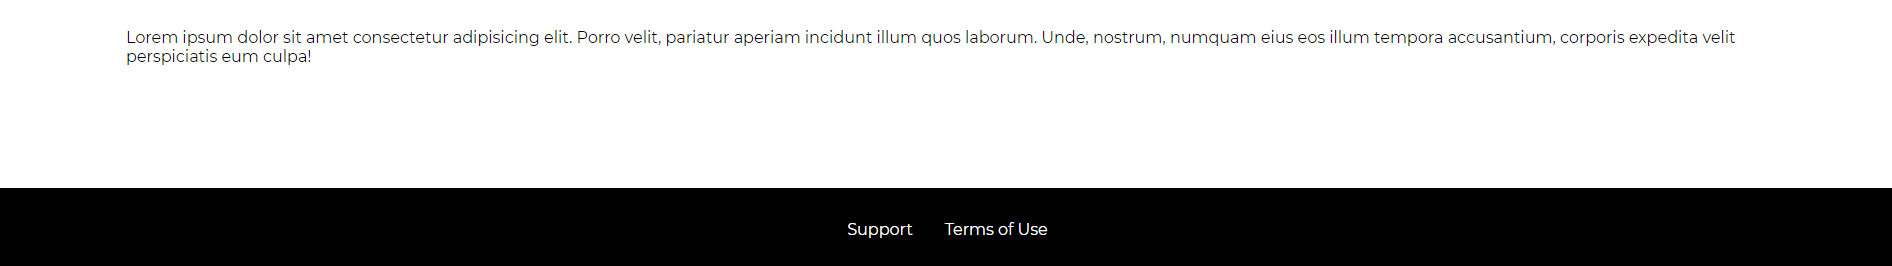 Lorem ipsum dolor sit amet consectetur adipisicing elit. Porro velit, pariatur aperiam incidunt illum quos laborum. Unde, nostrum, numquam eius eos illum tempora accusantium, corporis expedita velit
perspiciatis eum culpa!
Support Terms of Use